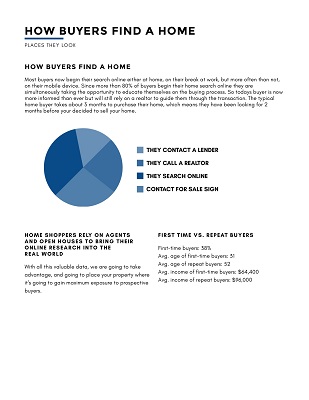 HOW BUYERS FIND A HOME
PLACES THEY LOOK
HOW BUYERS FIND A HOME
Most buyers now begin their search online either at home, on their break at work, but more often than not,
on their mobile device. Since more than 80% of buyers begin their home search online they are
simultaneously taking the opportunity to educate themselves on the buying process. So todays buyer is now
more informed than ever but will still rely on a realtor to guide them through the transaction. The typical
home buyer takes about 5 months to purchase their home, which means they have been looking for 2
months before your decided to sell your home.
THEY CONTACT A LENDER
THEY CALL A REALTOR
THEY SEARCH ONLINE
CONTACT FOR SALE SIGN
HOME SHOPPERS RELY ON AGENTS
AND OPEN HOUSES TO BRING THEIR
ONLINE RESEARCH INTO THE
REAL WORLD
With all this valuable data, we are going to take
advantage, and going to place your property where
it's going to gain maximum exposure to prospective
buyers.
FIRST TIME VS. REPEAT BUYERS
First-time buyers: 38%
Avg. age of first-time buyers: 31
Avg. age of repeat buyers: 52
Avg. income of first-time buyers: $64,400
Avg. income of repeat buyers: $96,000